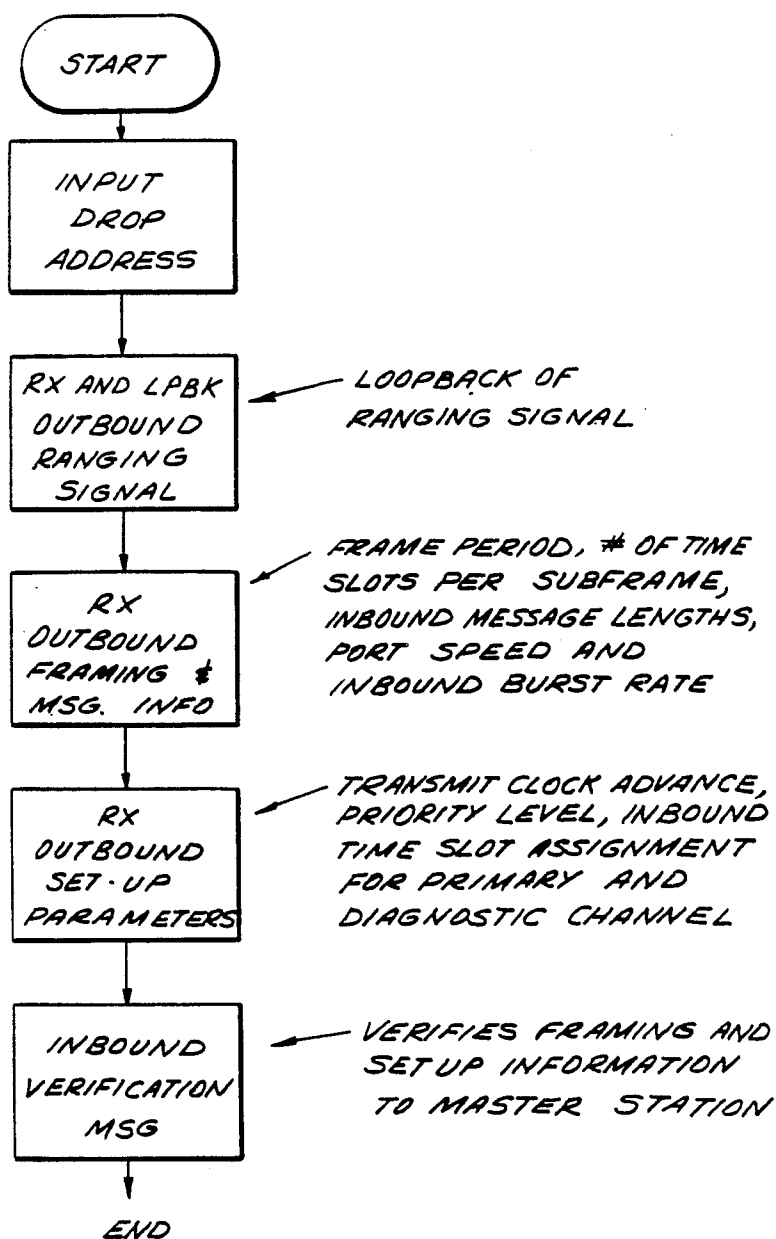 START
INPUT
DROP
ADDRESS
RX AND LPBK
OUTBOUND
RANGING
SIGNAL
LOOPBACK OF
RANGING SIGNAL
RX
OUTBOUND
FRAMING &
MSG. INFO
FRAME PERIOD, # OF TIME
SLOTS PER SUBFRAME,
INBOUND MESSAGE LENGTHS,
PORT SPEED AND
INBOUND BURST RATE
RX
OUTBOUND
SET-UP
PARAMETERS
TRANSMIT CLOCK ADVANCE,
PRIORITY LEVEL, INBOUND
TIME SLOT ASSIGNMENT
FOR PRIMARY AND
DIAGNOSTIC CHANNEL
INBOUND
VERIFICATION
MSG
VERIFIES FRAMING AND
SET UP INFORMATION
TO MASTER STATION
END